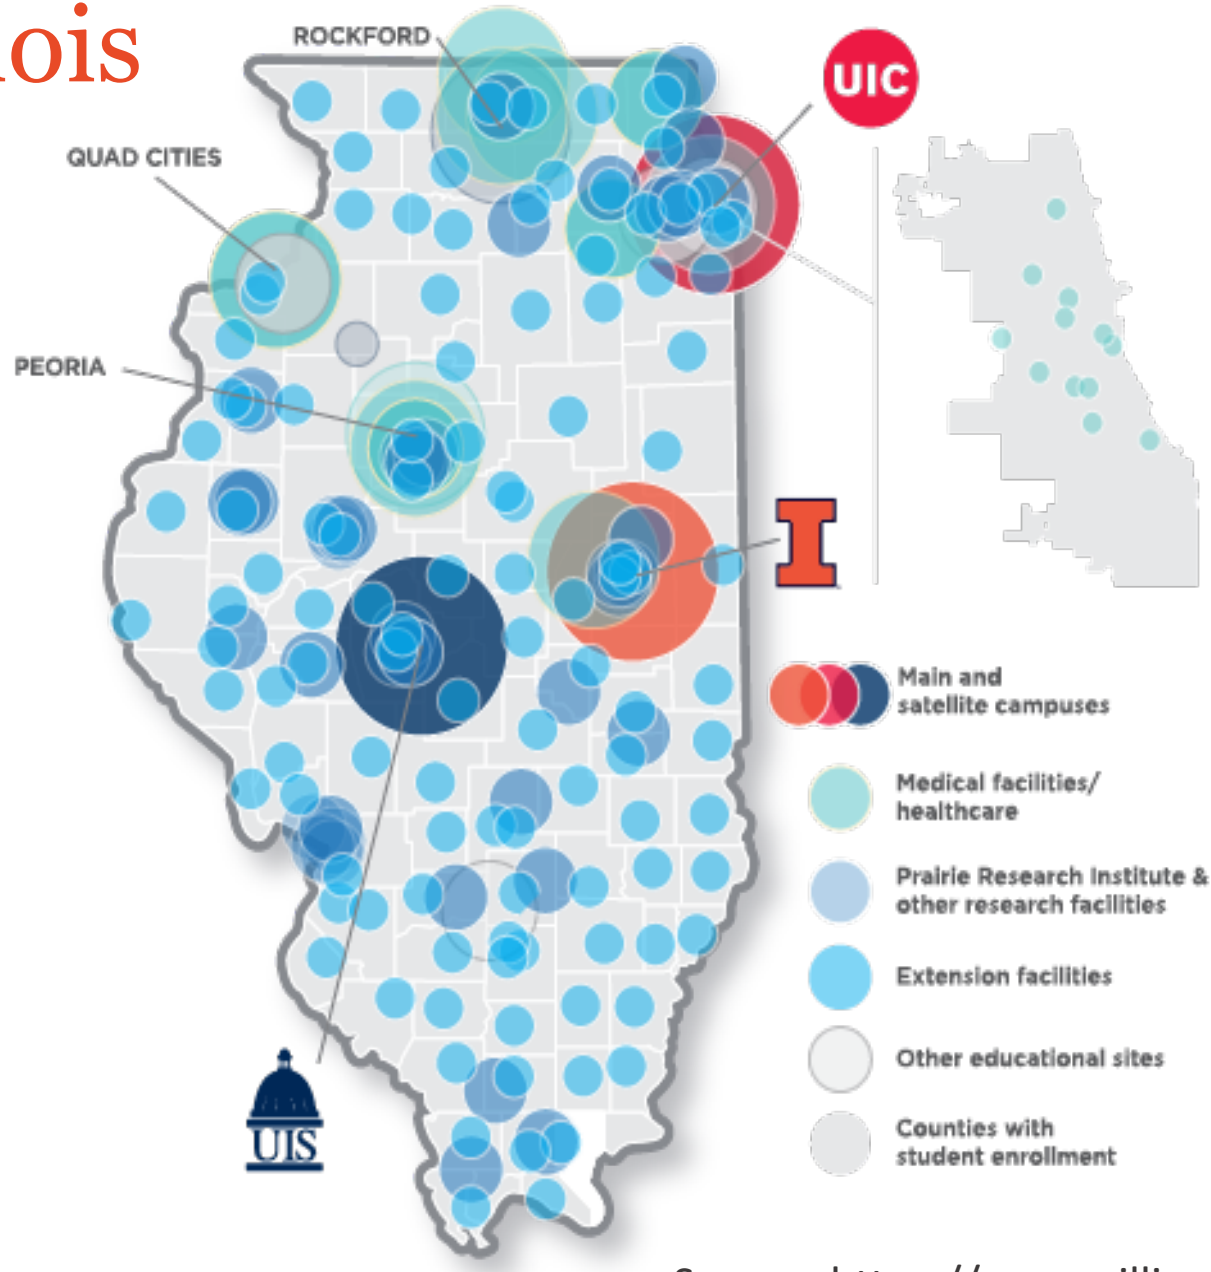 ois
ROCKFORD
UIC
QUAD CITIES
PEORIA
I
Main and
satellite campuses
Medical facilities/
healthcare
Prairie Research Institute &
other research facilities
Extension facilities
Other educational sites
Counties with
student enrollment
UIS